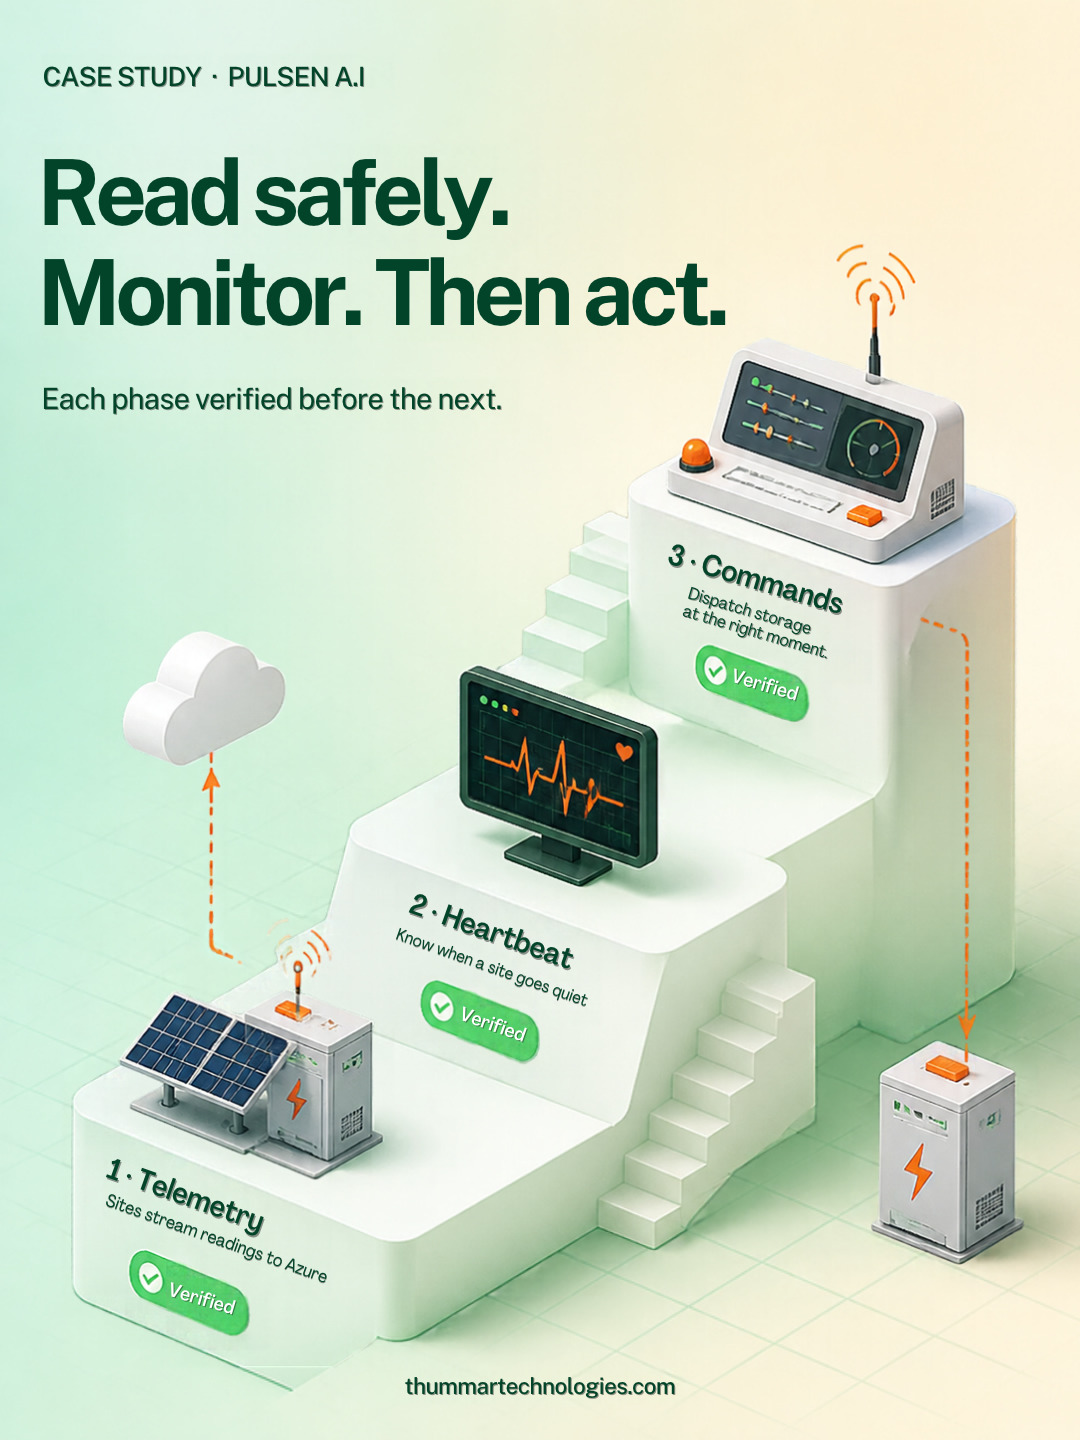 CASE STUDY · PULSEN A.I
Read safely.
Monitor. Then act.
Each phase verified before the next.
3 · Commands
Dispatch storage
at the right moment.
Verified
2 · Heartbeat
Know when a site goes quiet
Verified
1 · Telemetry
Sites stream readings to Azure
Verified
thummartechnologies.com